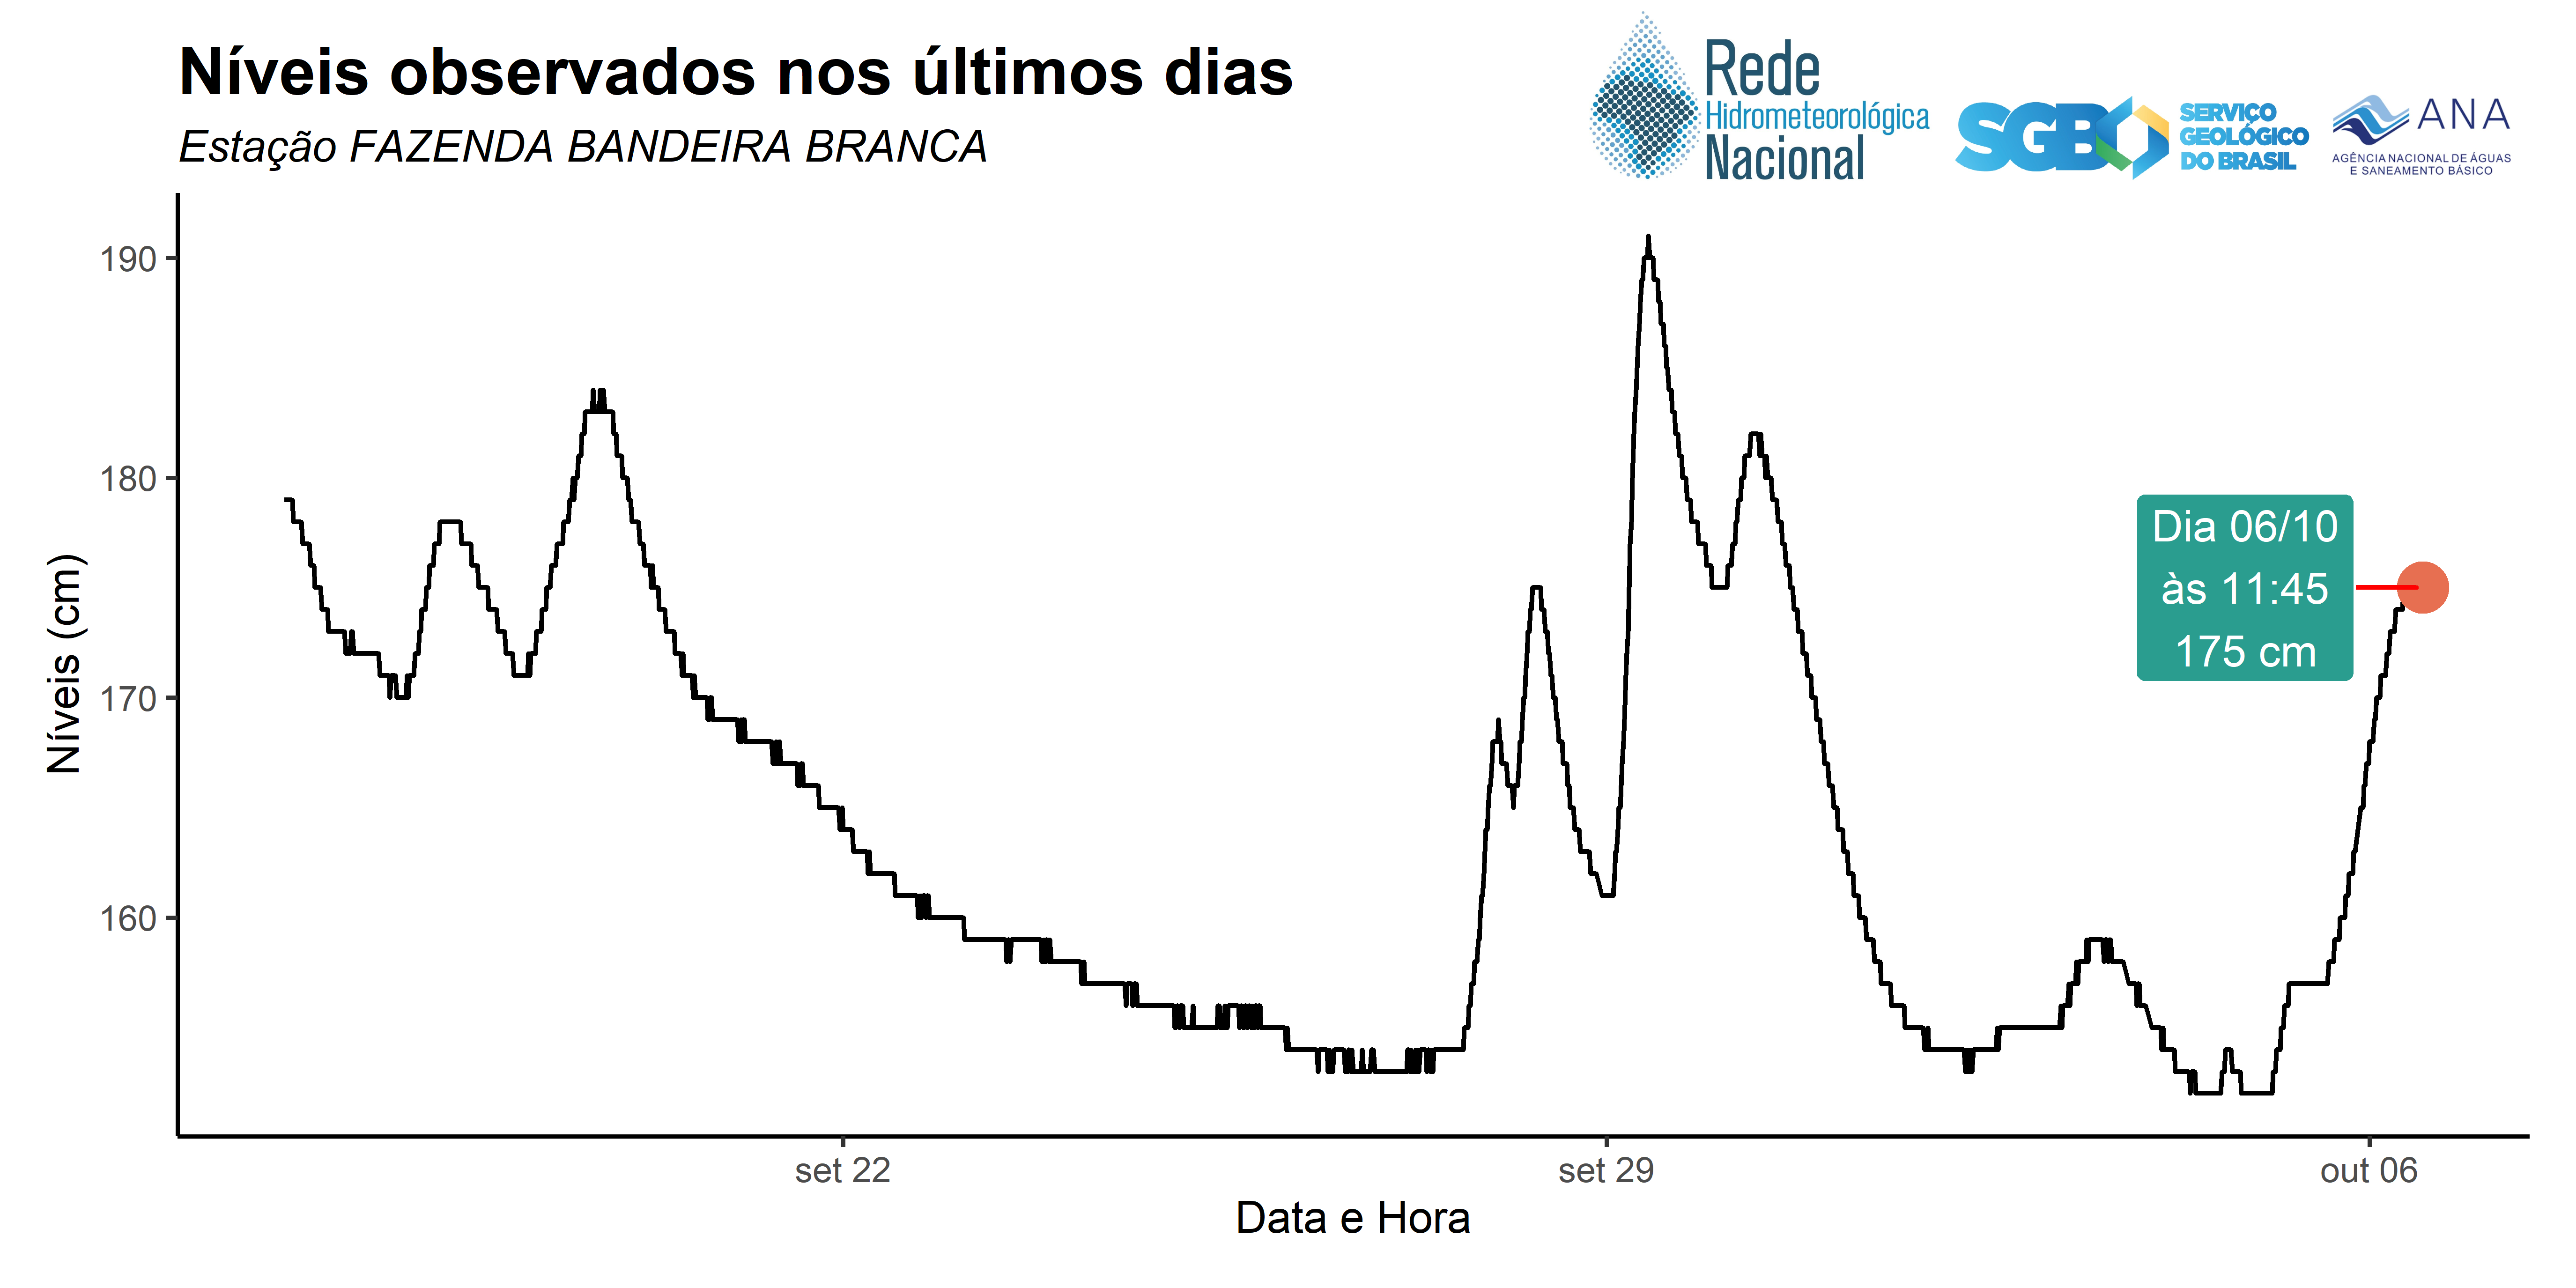 Níveis observados nos últimos dias
Estação FAZENDA BANDEIRA BRANCA
Rede
Hidrometeorológica
Nacional
SGB
SERVIÇO
GEOLÓGICO
DO BRASIL
ANA
AGÊNCIA NACIONAL DE ÁGUAS
E SANEAMENTO BÁSICO
Níveis (cm)
190
180
170
160
Dia 06/10
às 11:45
175 cm
set 22
set 29
out 06
Data e Hora